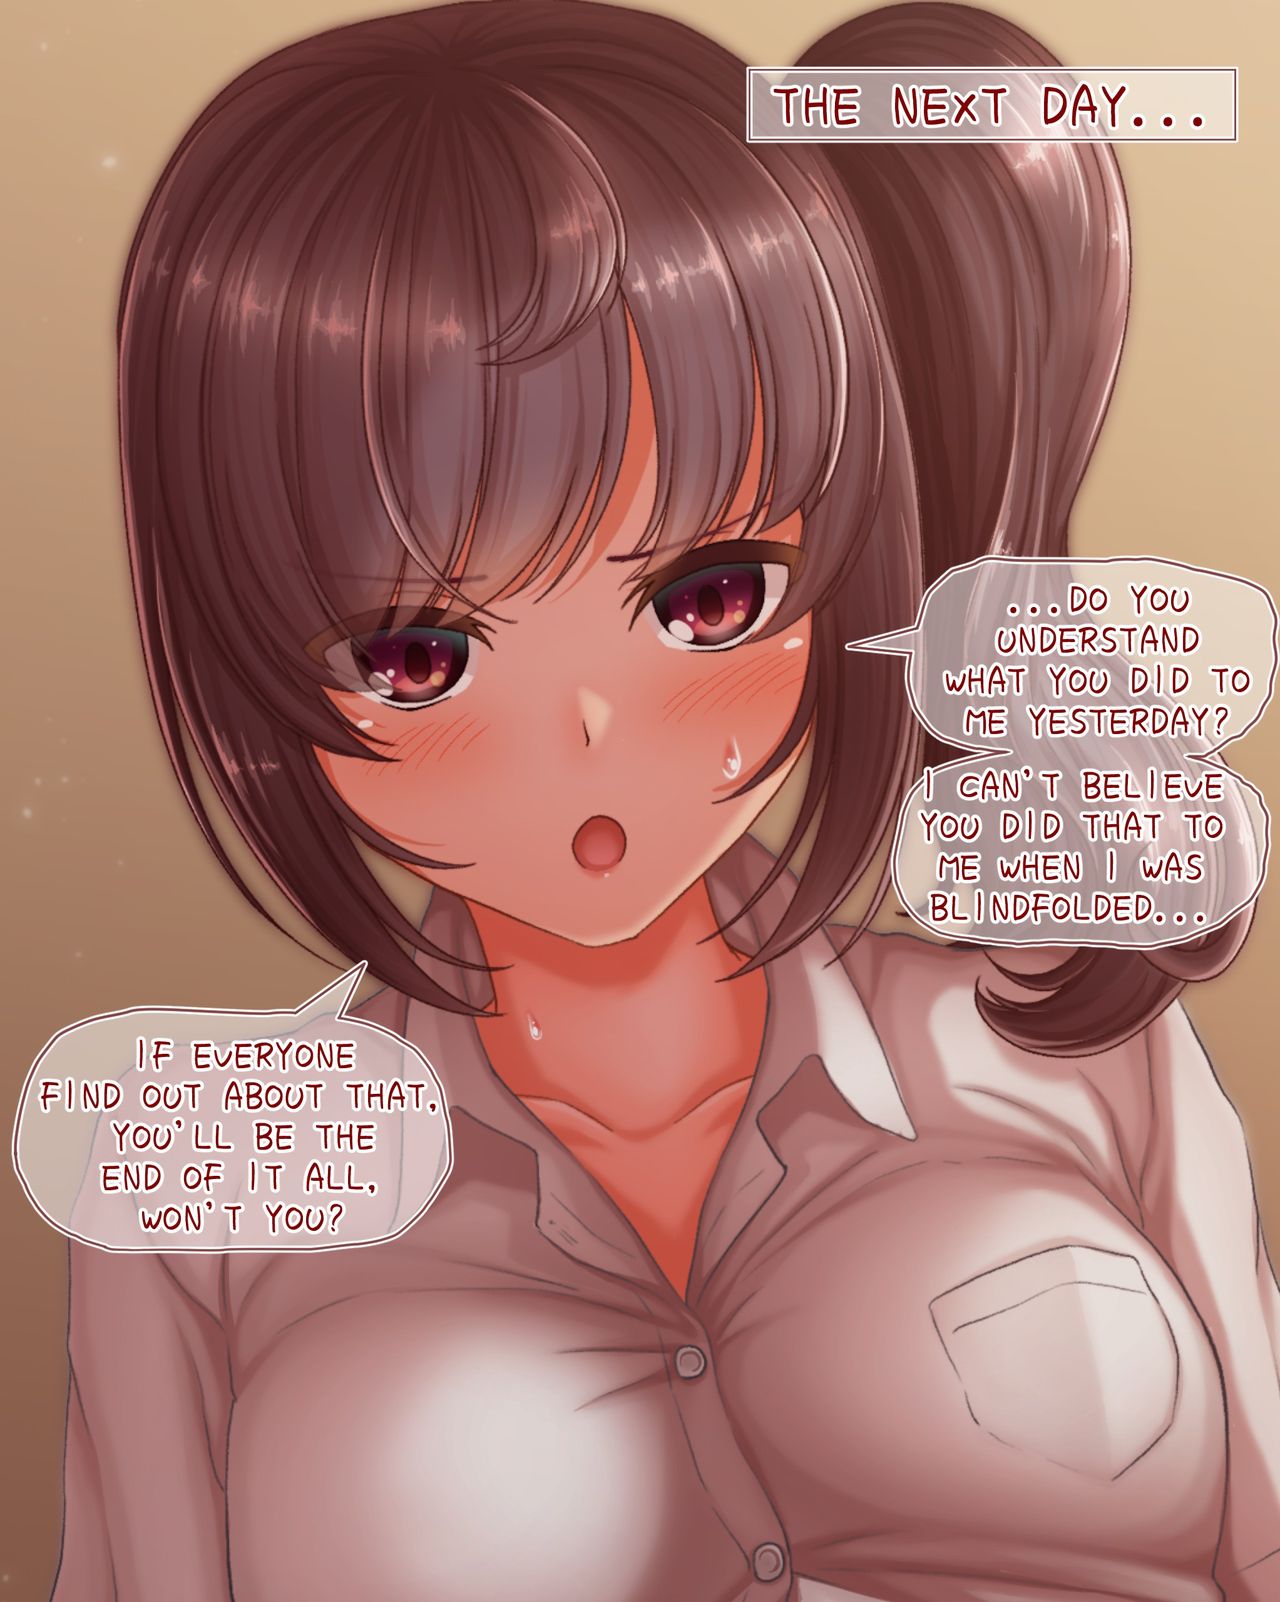 THE NEXT DAY...
...DO YOU
UNDERSTAND
WHAT YOU DID TO
ME YESTERDAY?
I CAN'T BELIEVE
YOU DID THAT TO
ME WHEN I WAS
BLINDFOLDED...
IF EVERYONE
FIND OUT ABOUT THAT,
YOU'LL BE THE
END OF IT ALL,
WON'T YOU?